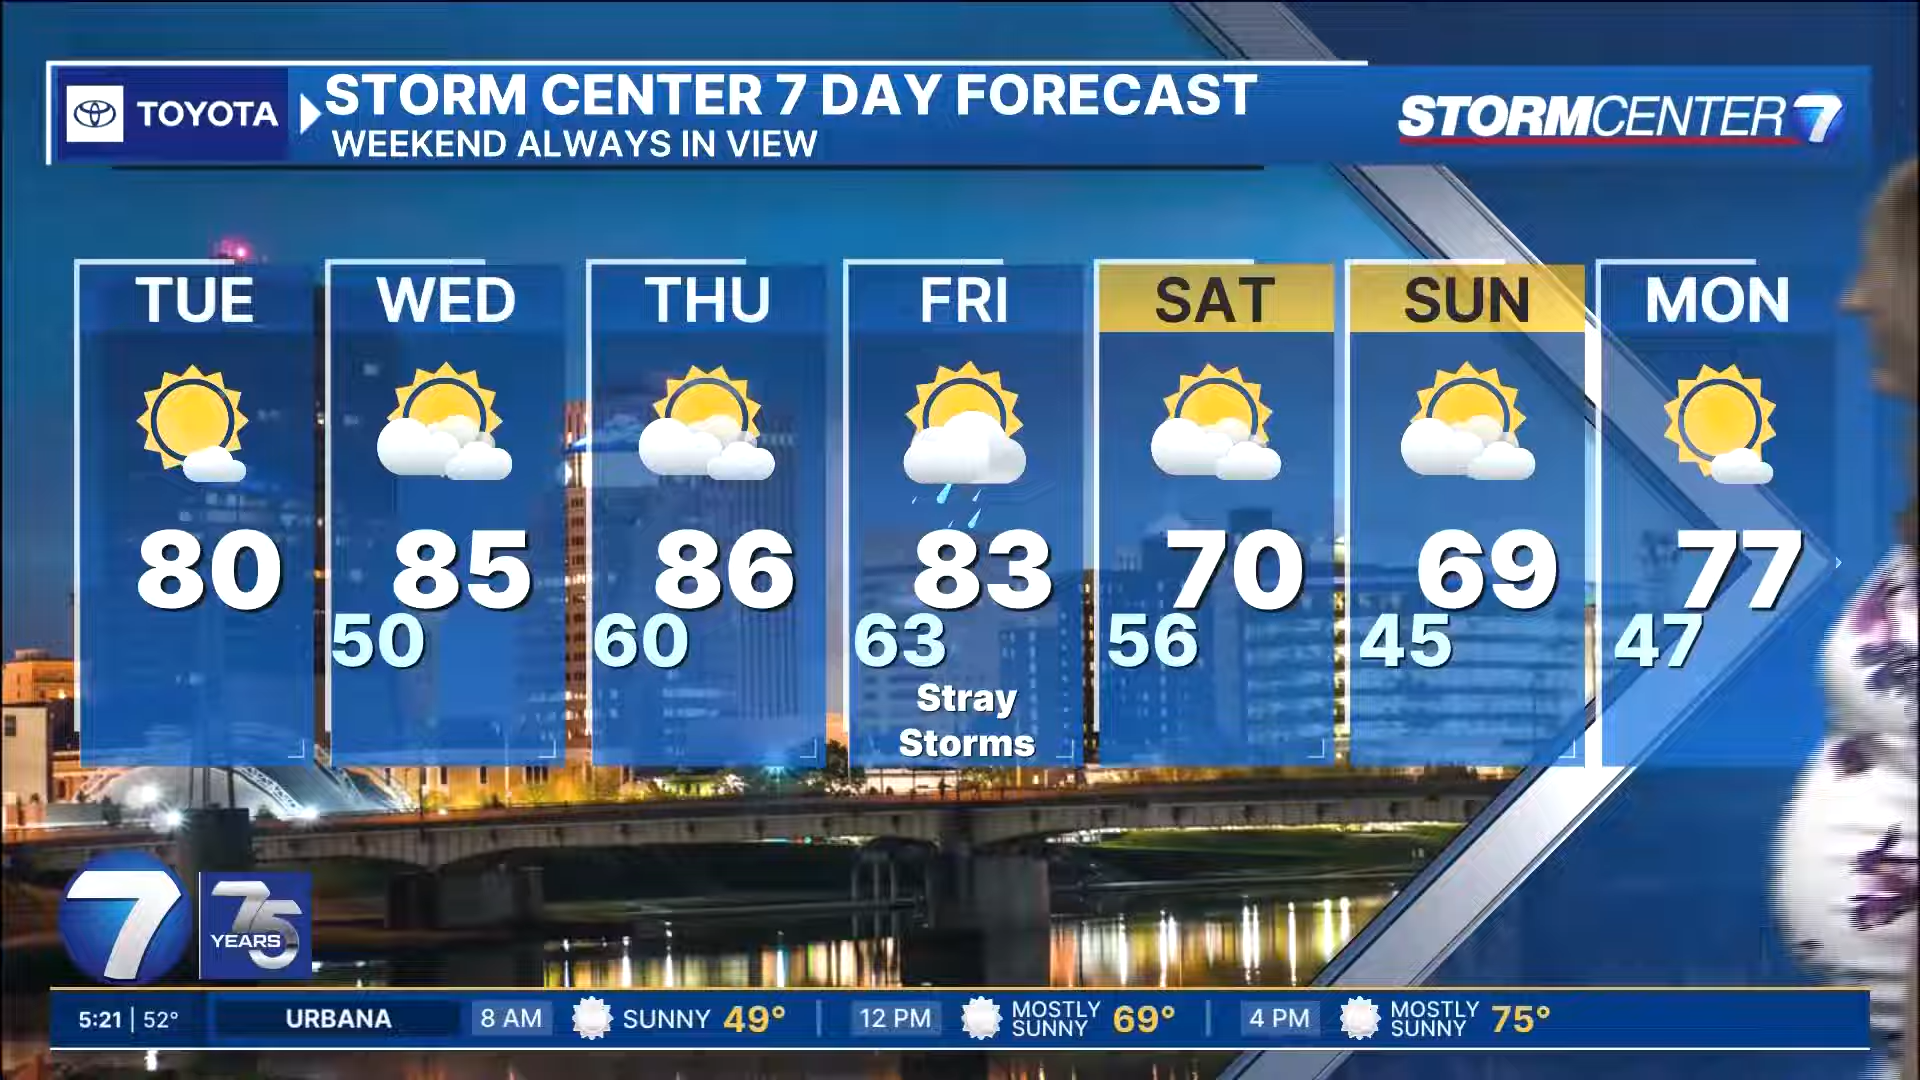 TOYOTA
STORM CENTER 7 DAY FORECAST
WEEKEND ALWAYS IN VIEW
STORMCENTER 7
TUE WED THU FRI SAT SUN MON
80 85 86 83 70 69 77
50 60 63 56 45 47
Stray
Storms
7
75
YEARS
5:21 | 52° URBANA 8 AM SUNNY 49° 12 PM MOSTLY SUNNY 69° 4 PM MOSTLY SUNNY 75°